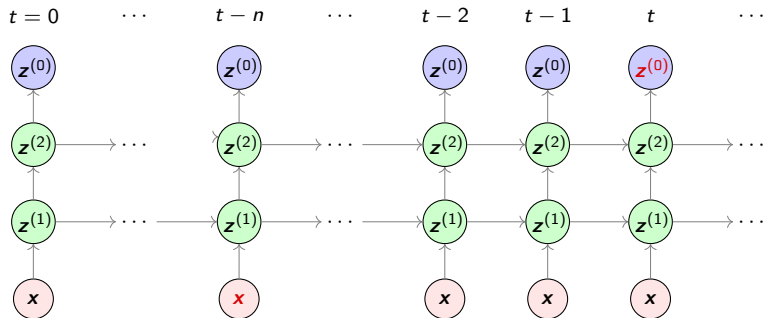 t = 0 ··· t − n ··· t − 2 t − 1 t ···
z^(0) z^(0) z^(0) z^(0) z^(0)
z^(2) ··· z^(2) ··· z^(2) z^(2) z^(2) ···
z^(1) ··· z^(1) ··· z^(1) z^(1) z^(1) ···
x x x x x